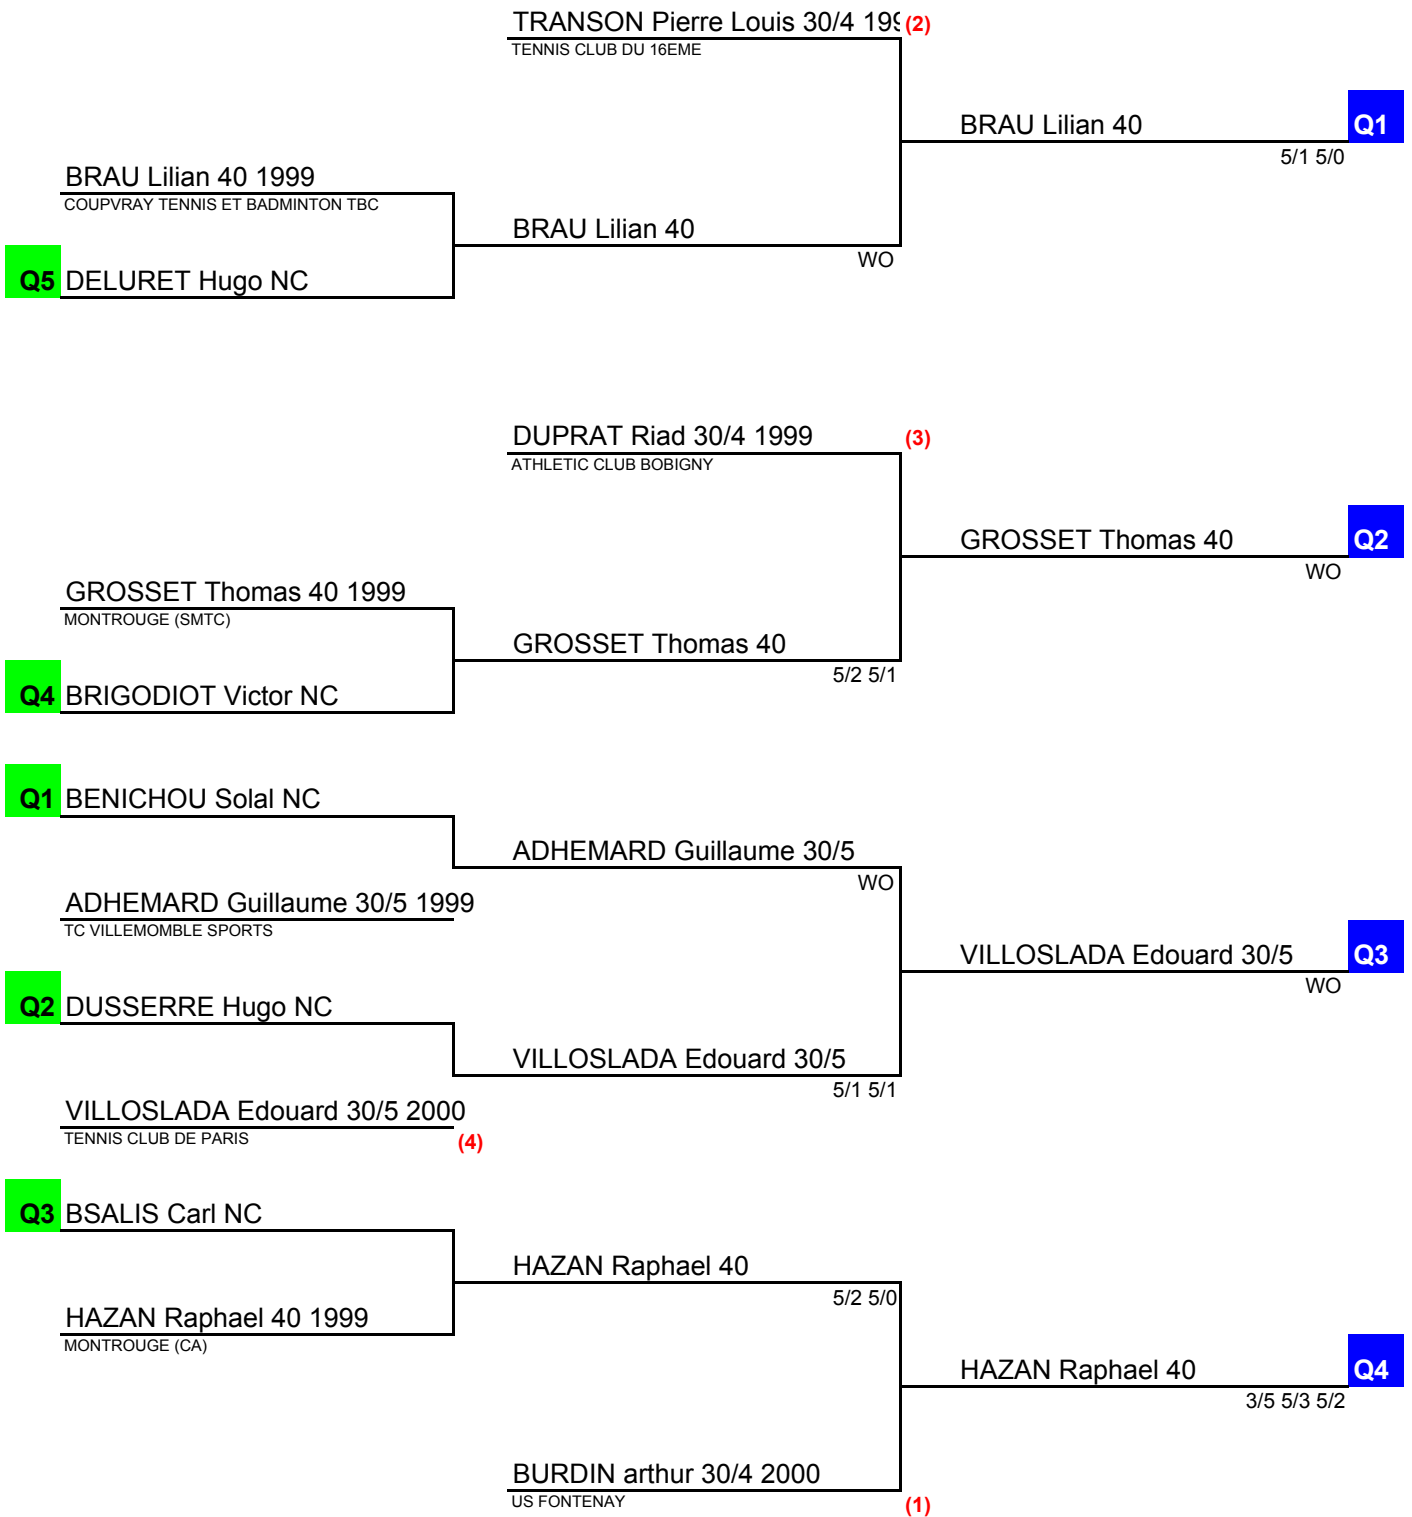 TRANSON Pierre Louis 30/4 199 (2)
TENNIS CLUB DU 16EME
BRAU Lilian 40 Q1
5/1 5/0
BRAU Lilian 40 1999
COUPVRAY TENNIS ET BADMINTON TBC
BRAU Lilian 40
WO
Q5 DELURET Hugo NC
DUPRAT Riad 30/4 1999 (3)
ATHLETIC CLUB BOBIGNY
GROSSET Thomas 40 Q2
WO
GROSSET Thomas 40 1999
MONTROUGE (SMTC)
GROSSET Thomas 40
5/2 5/1
Q4 BRIGODIOT Victor NC
Q1 BENICHOU Solal NC
ADHEMARD Guillaume 30/5
WO
ADHEMARD Guillaume 30/5 1999
TC VILLEMOMBLE SPORTS
VILLOSLADA Edouard 30/5 Q3
WO
Q2 DUSSERRE Hugo NC
VILLOSLADA Edouard 30/5
5/1 5/1
VILLOSLADA Edouard 30/5 2000
TENNIS CLUB DE PARIS (4)
Q3 BSALIS Carl NC
HAZAN Raphael 40
5/2 5/0
HAZAN Raphael 40 1999
MONTROUGE (CA)
HAZAN Raphael 40 Q4
3/5 5/3 5/2
BURDIN arthur 30/4 2000
US FONTENAY (1)